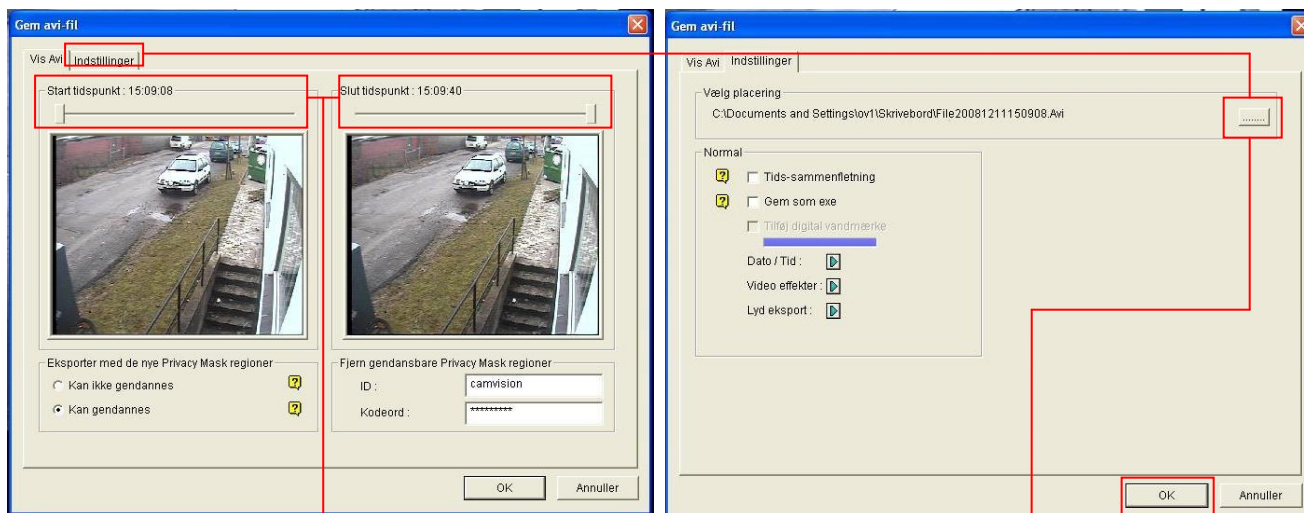 Gem avi-fil
Vis Avi
Indstillinger
Start tidspunkt : 15:09:08
Slut tidspunkt : 15:09:40
Eksporter med de nye Privacy Mask regioner
Kan ikke gendannes
?
Kan gendannes
?
Fjern gendansbare Privacy Mask regioner
ID :
camvision
Kodeord :
*********
OK
Annuller
Gem avi-fil
Vis Avi
Indstillinger
Vælg placering
C:\Documents and Settings\ov1\Skrivebord\File20081211150908.Avi
........
Normal
?
Tids-sammenfletning
?
Gem som exe
Tilføj digital vandmærke
Dato / Tid :
Video effekter :
Lyd eksport :
OK
Annuller